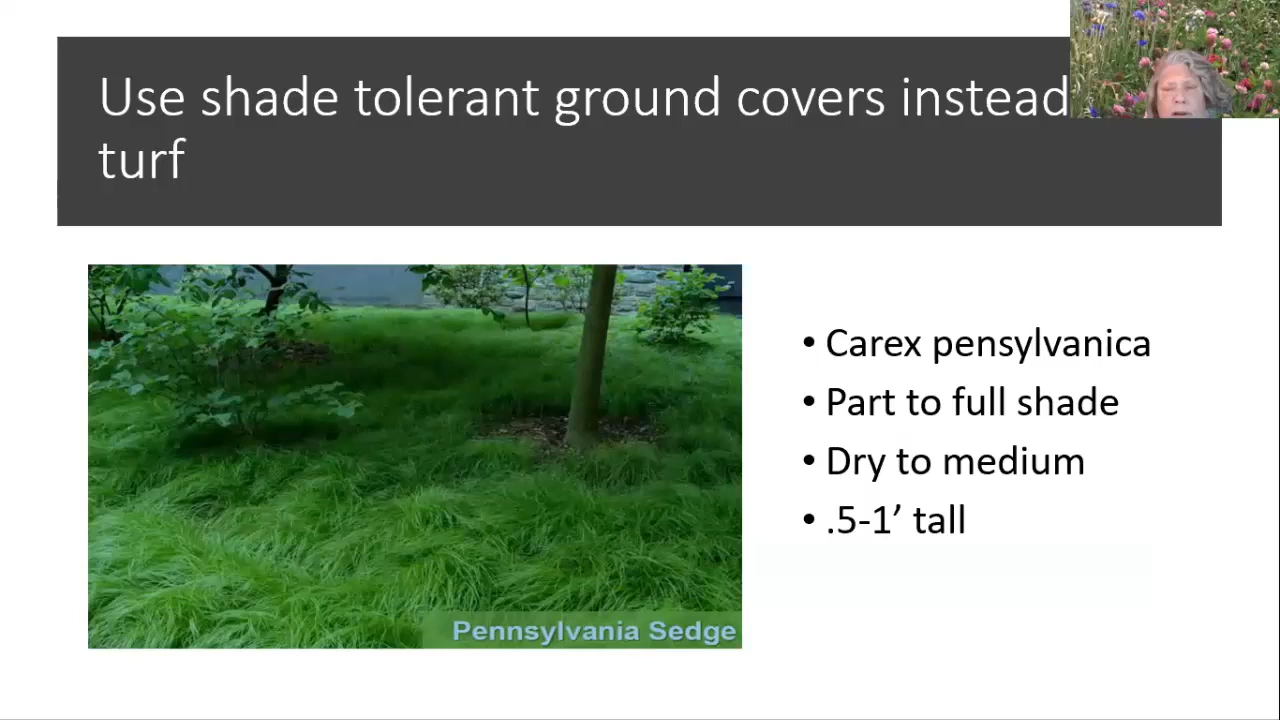 Use shade tolerant ground covers instead
turf
• Carex pensylvanica
• Part to full shade
• Dry to medium
• .5-1’ tall
Pennsylvania Sedge